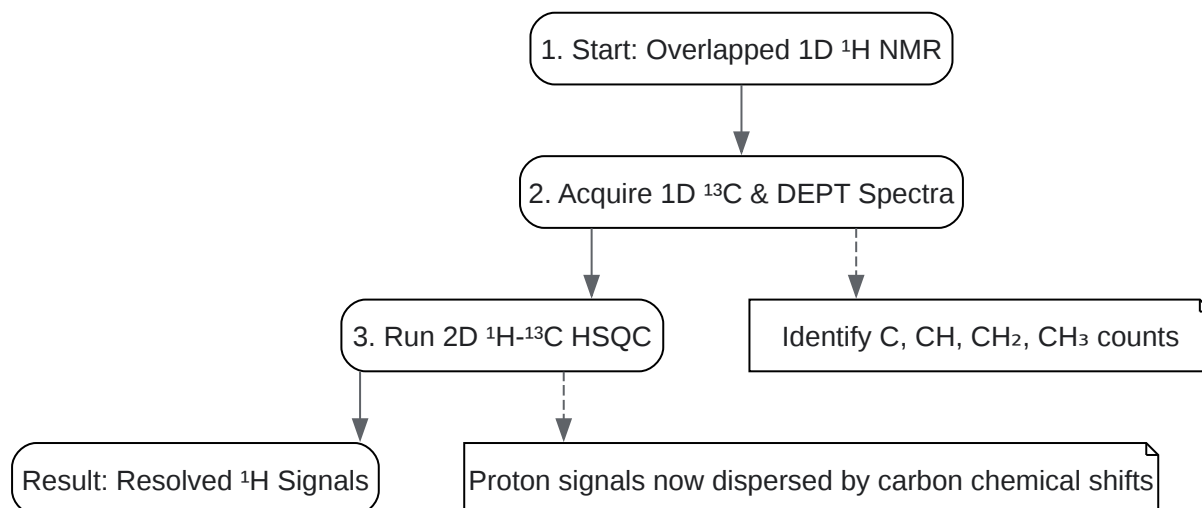 1. Start: Overlapped 1D ¹H NMR
2. Acquire 1D ¹³C & DEPT Spectra
3. Run 2D ¹H-¹³C HSQC
Identify C, CH, CH₂, CH₃ counts
Result: Resolved ¹H Signals
Proton signals now dispersed by carbon chemical shifts